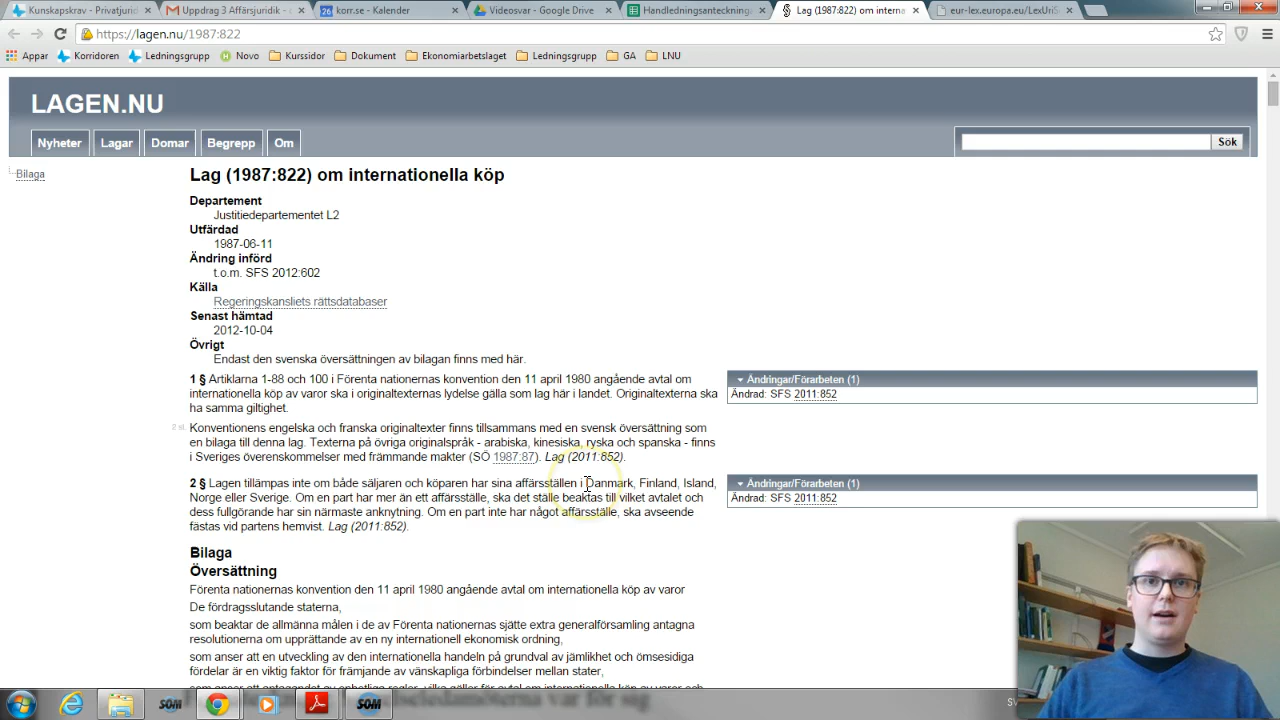 Kunskapskrav - Privatjurid
Uppdrag 3 Affärsjuridik - c
26 korr.se - Kalender
Videosvar - Google Drive
Handledningsanteckning
§ Lag (1987:822) om interna
eur-lex.europa.eu/LexUriS
https://lagen.nu/1987:822
Appar Korridoren Ledningsgrupp Novo Kurssidor Dokument Ekonomiarbetslaget Ledningsgrupp GA LNU
LAGEN.NU
Nyheter Lagar Domar Begrepp Om Sök
Bilaga
Lag (1987:822) om internationella köp
Departement
Justitiedepartementet L2
Utfärdad
1987-06-11
Ändring införd
t.o.m. SFS 2012:602
Källa
Regeringskansliets rättsdatabaser
Senast hämtad
2012-10-04
Övrigt
Endast den svenska översättningen av bilagan finns med här.
1 § Artiklarna 1-88 och 100 i Förenta nationernas konvention den 11 april 1980 angående avtal om
internationella köp av varor ska i originaltexternas lydelse gälla som lag här i landet. Originaltexterna ska
ha samma giltighet.
Ändringar/Förarbeten (1)
Ändrad: SFS 2011:852
2 st. Konventionens engelska och franska originaltexter finns tillsammans med en svensk översättning som
en bilaga till denna lag. Texterna på övriga originalspråk - arabiska, kinesiska, ryska och spanska - finns
i Sveriges överenskommelser med främmande makter (SÖ 1987:87). Lag (2011:852).
2 § Lagen tillämpas inte om både säljaren och köparen har sina affärsställen i Danmark, Finland, Island,
Norge eller Sverige. Om en part har mer än ett affärsställe, ska det ställe beaktas till vilket avtalet och
dess fullgörande har sin närmaste anknytning. Om en part inte har något affärsställe, ska avseende
fästas vid partens hemvist. Lag (2011:852).
Ändringar/Förarbeten (1)
Ändrad: SFS 2011:852
Bilaga
Översättning
Förenta nationernas konvention den 11 april 1980 angående avtal om internationella köp av varor
De fördragsslutande staterna,
som beaktar de allmänna målen i de av Förenta nationernas sjätte extra generalförsamling antagna
resolutionerna om upprättande av en ny internationell ekonomisk ordning,
som anser att en utveckling av den internationella handeln på grundval av jämlikhet och ömsesidiga
fördelar är en viktig faktor för främjande av vänskapliga förbindelser mellan stater,
SOM SOM